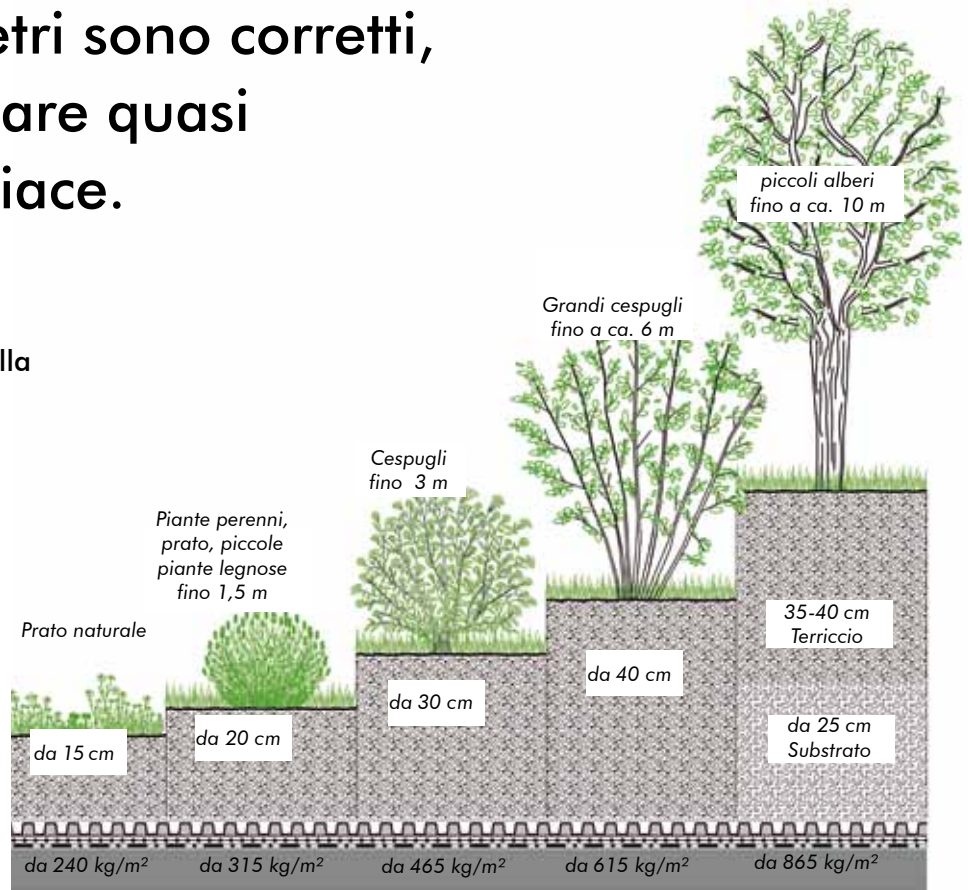 etri sono corretti,
are quasi
iace.
lla
piccoli alberi
fino a ca. 10 m
Grandi cespugli
fino a ca. 6 m
Cespugli
fino 3 m
Piante perenni,
prato, piccole
piante legnose
fino 1,5 m
Prato naturale
da 15 cm
da 20 cm
da 30 cm
da 40 cm
35-40 cm
Terriccio
da 25 cm
Substrato
da 240 kg/m²
da 315 kg/m²
da 465 kg/m²
da 615 kg/m²
da 865 kg/m²